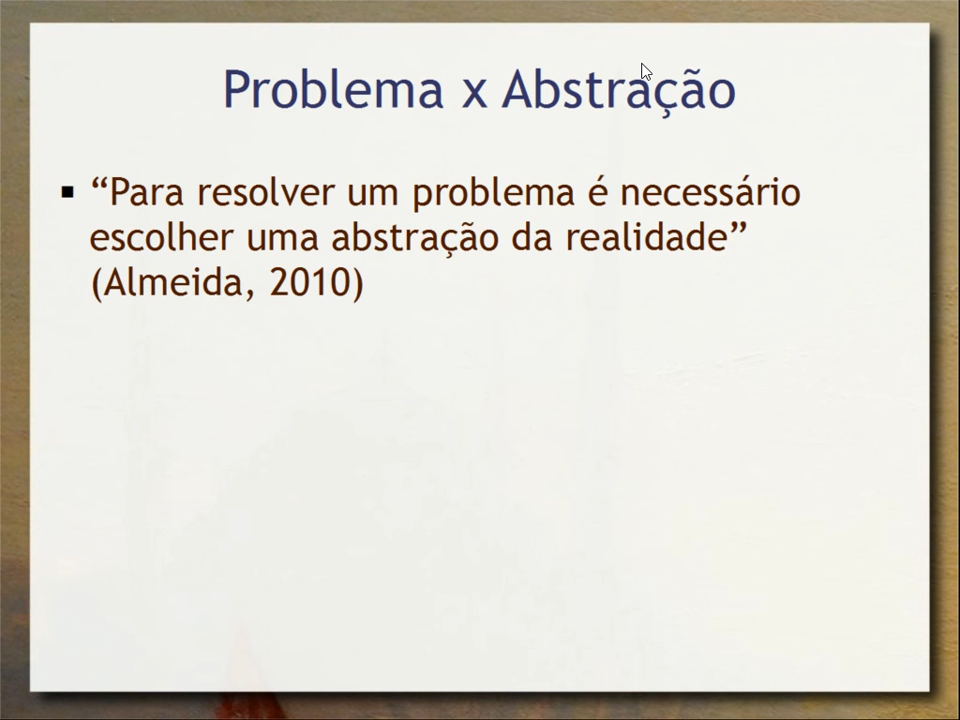 Problema x Abstração
▪ “Para resolver um problema é necessário
escolher uma abstração da realidade”
(Almeida, 2010)